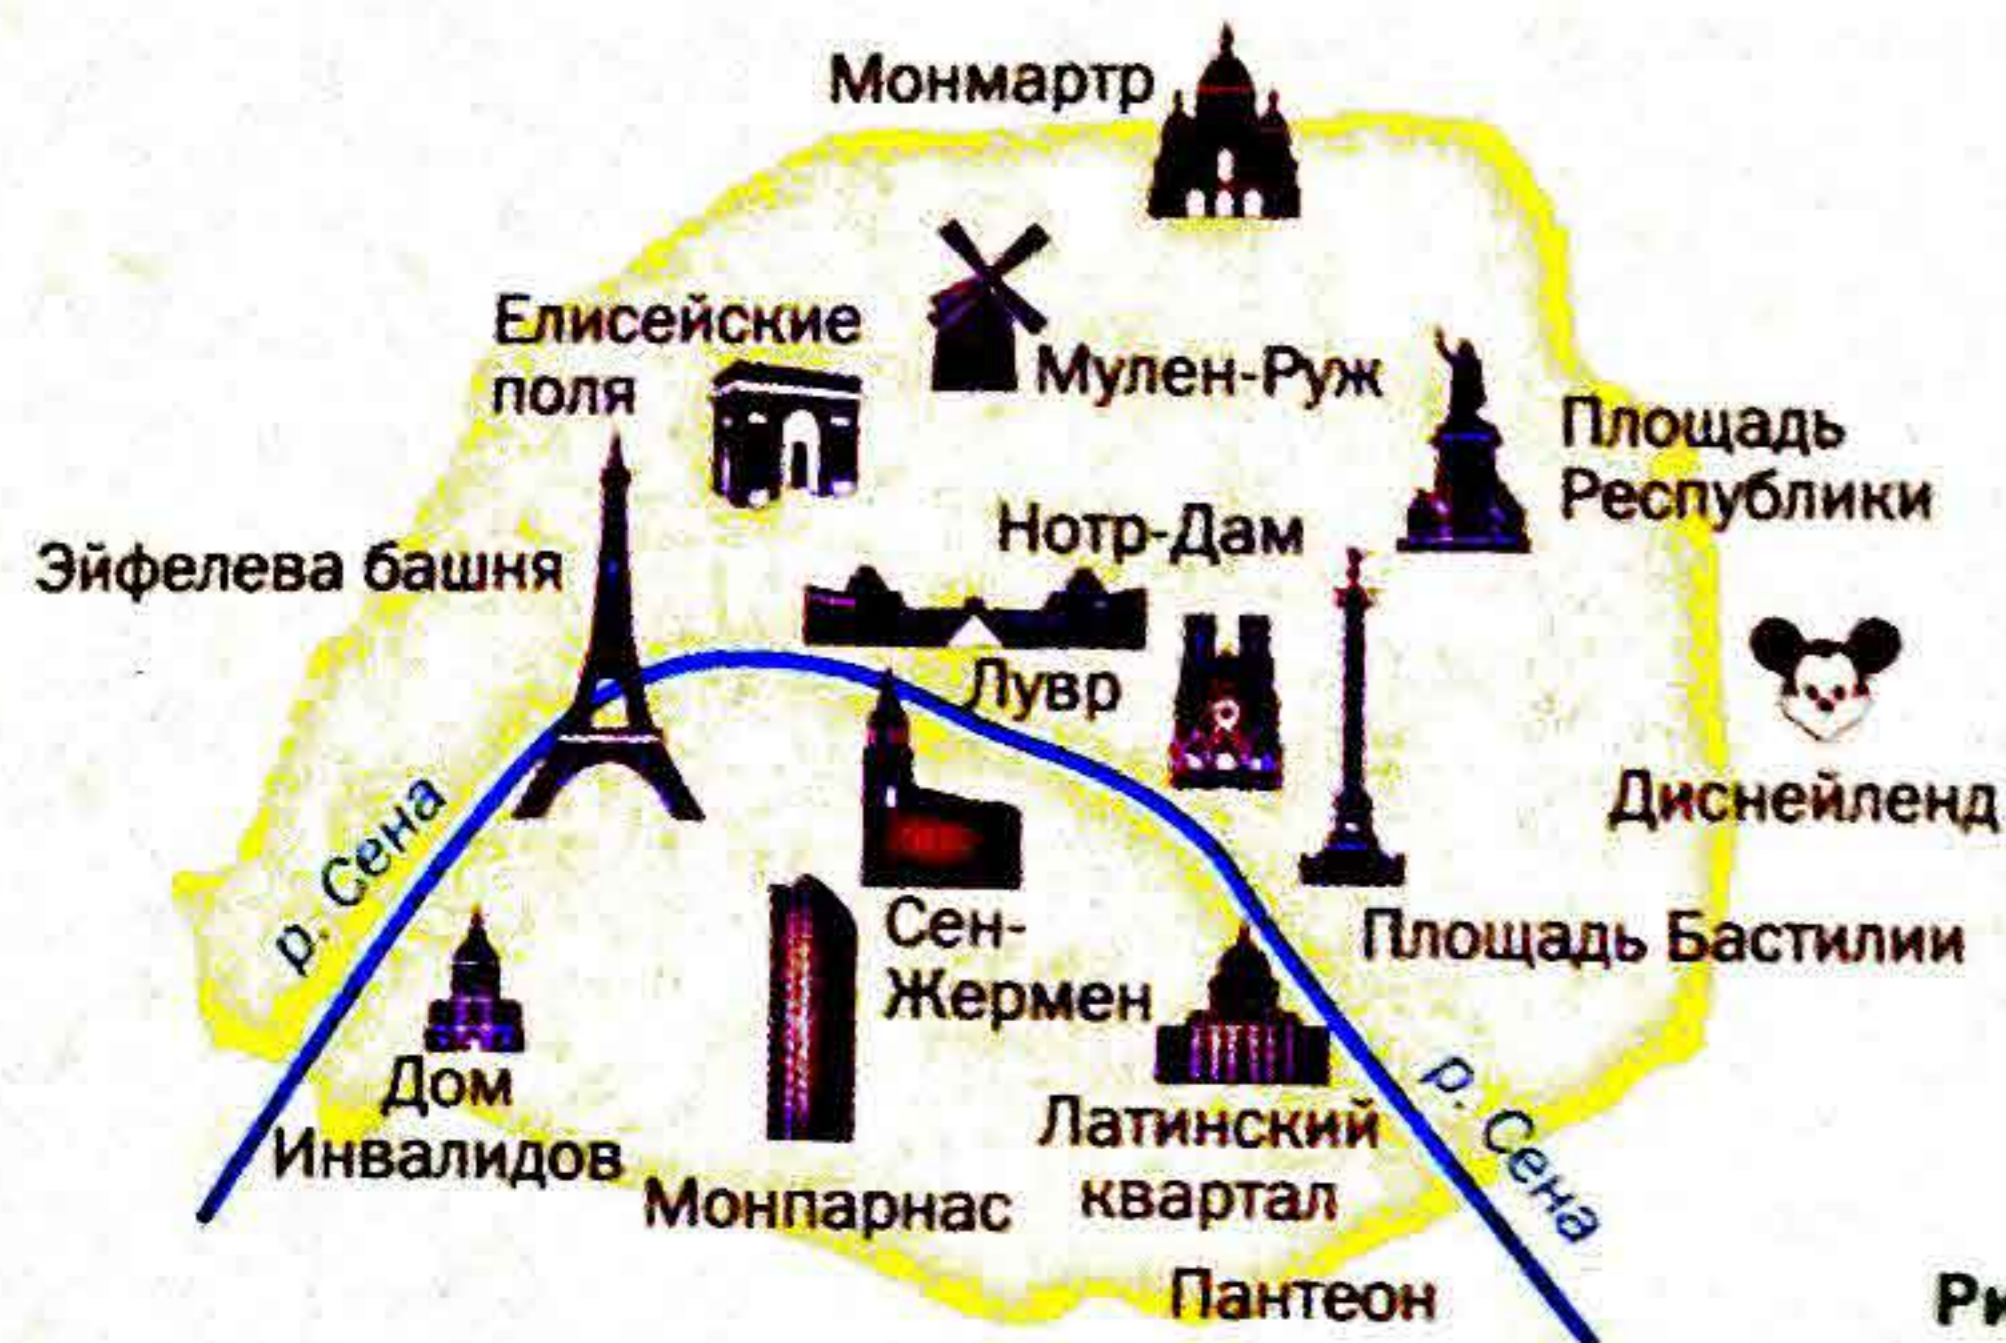 Монмартр
Елисейские
поля
Мулен-Руж
Площадь
Республики
Нотр-Дам
Эйфелева башня
Лувр
Диснейленд
р. Сена
Сен-
Жермен
Площадь Бастилии
Дом
Инвалидов
Монпарнас
Латинский
квартал
р. Сена
Пантеон